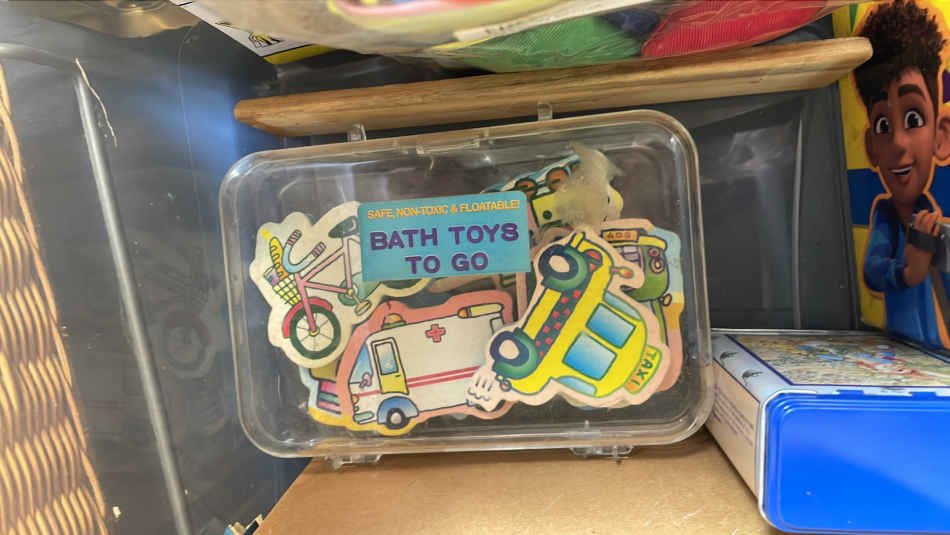 SAFE, NON-TOXIC & FLOATABLE!
BATH TOYS
TO GO
TAXI